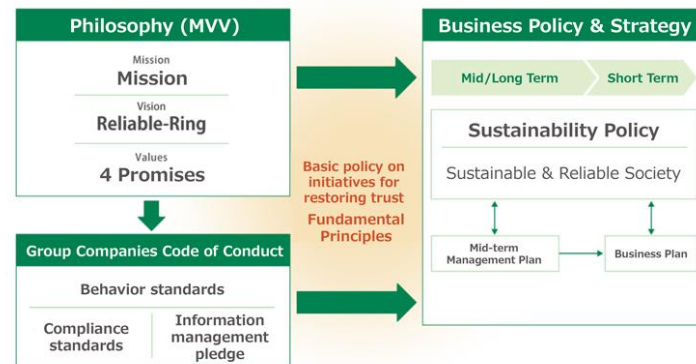 Philosophy (MVV)
Mission
Mission
Vision
Reliable-Ring
Values
4 Promises
Group Companies Code of Conduct
Behavior standards
Compliance
standards
Information
management
pledge
Basic policy on
initiatives for
restoring trust
Fundamental
Principles
Business Policy & Strategy
Mid/Long Term
Short Term
Sustainability Policy
Sustainable & Reliable Society
Mid-term
Management Plan
Business Plan